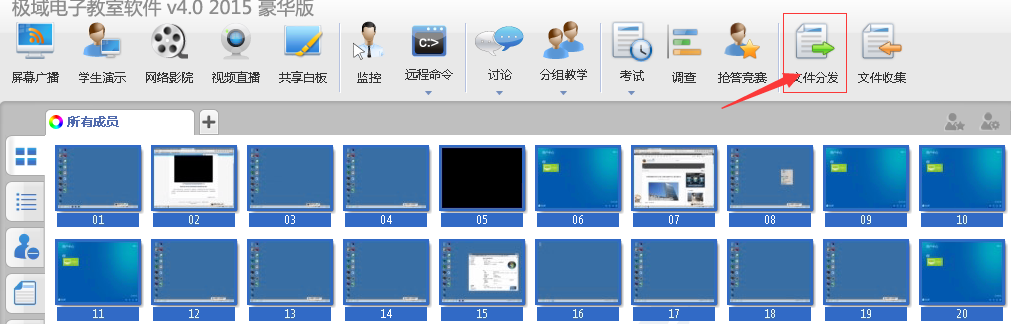 极域电子教室软件 v4.0 2015 豪华版
屏幕广播 学生演示 网络影院 视频直播 共享白板 监控 远程命令 讨论 分组教学 考试 调查 抢答竞赛 文件分发 文件收集
C:>
所有成员
01 02 03 04 05 06 07 08 09 10
11 12 13 14 15 16 17 18 19 20